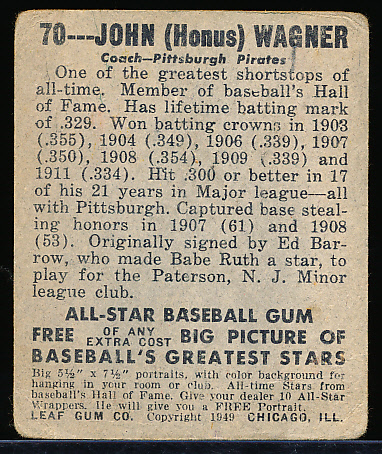 70---JOHN (Honus) WAGNER
Coach—Pittsburgh Pirates
One of the greatest shortstops of
all-time. Member of baseball's Hall
of Fame. Has lifetime batting mark
of .329. Won batting crowns in 1903
(.355), 1904 (.349), 1906 (.339), 1907
(.350), 1908 (.354), 1909 (.339) and
1911 (.334). Hit .300 or better in 17
of his 21 years in Major league—all
with Pittsburgh. Captured base steal-
ing honors in 1907 (61) and 1908
(53). Originally signed by Ed Bar-
row, who made Babe Ruth a star, to
play for the Paterson, N. J. Minor
league club.
ALL-STAR BASEBALL GUM
FREE OF ANY EXTRA COST BIG PICTURE OF
BASEBALL'S GREATEST STARS
Big 5½" x 7½" portraits, with color background for
hanging in your room or club. All-time Stars from
baseball's Hall of Fame. Give your dealer 10 All-Star
Wrappers. He will give you a FREE Portrait.
LEAF GUM CO. Copyright 1949 CHICAGO, ILL.